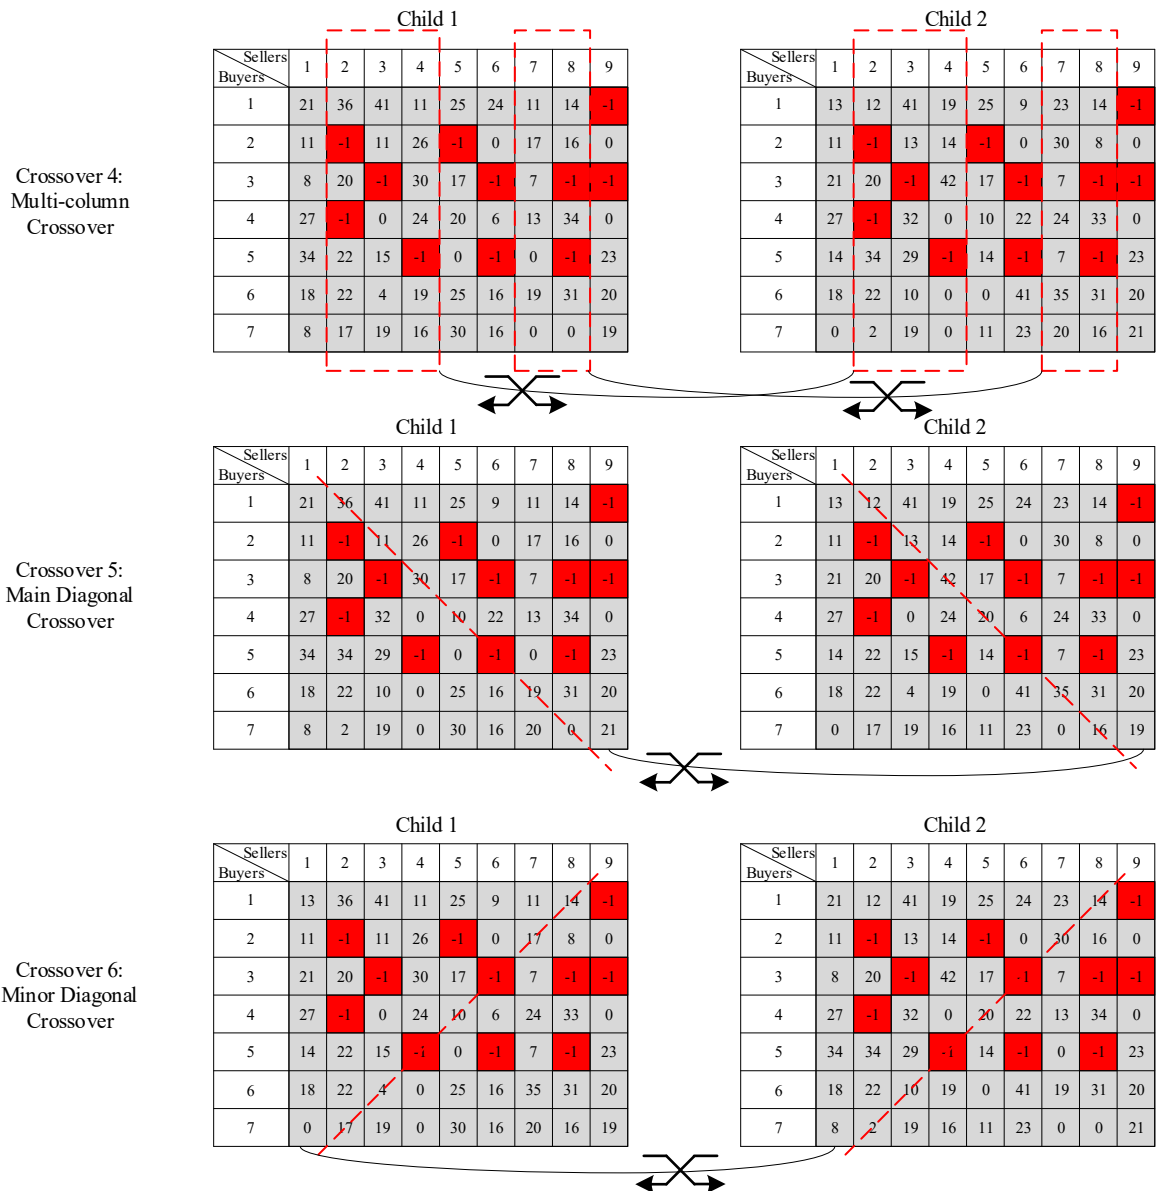 Child 1 Child 2
Sellers 1 2 3 4 5 6 7 8 9 Sellers 1 2 3 4 5 6 7 8 9
Buyers Buyers
1 21 36 41 11 25 24 11 14 -1 1 13 12 41 19 25 9 23 14 -1
2 11 -1 11 26 -1 0 17 16 0 2 11 -1 13 14 -1 0 30 8 0
Crossover 4:
Multi-column
Crossover
3 8 20 -1 30 17 -1 7 -1 -1 3 21 20 -1 42 17 -1 7 -1 -1
4 27 -1 0 24 20 6 13 34 0 4 27 -1 32 0 10 22 24 33 0
5 34 22 15 -1 0 -1 0 -1 23 5 14 34 29 -1 14 -1 7 -1 23
6 18 22 4 19 25 16 19 31 20 6 18 22 10 0 0 41 35 31 20
7 8 17 19 16 30 16 0 0 19 7 0 2 19 0 11 23 20 16 21
Child 1 Child 2
Sellers 1 2 3 4 5 6 7 8 9 Sellers 1 2 3 4 5 6 7 8 9
Buyers Buyers
1 21 36 41 11 25 9 11 14 -1 1 13 12 41 19 25 24 23 14 -1
2 11 -1 11 26 -1 0 17 16 0 2 11 -1 13 14 -1 0 30 8 0
Crossover 5:
Main Diagonal
Crossover
3 8 20 -1 30 17 -1 7 -1 -1 3 21 20 -1 42 17 -1 7 -1 -1
4 27 -1 32 0 10 22 13 34 0 4 27 -1 0 24 20 6 24 33 0
5 34 34 29 -1 0 -1 0 -1 23 5 14 22 15 -1 14 -1 7 -1 23
6 18 22 10 0 25 16 19 31 20 6 18 22 4 19 0 41 35 31 20
7 8 2 19 0 30 16 20 0 21 7 0 17 19 16 11 23 0 16 19
Child 1 Child 2
Sellers 1 2 3 4 5 6 7 8 9 Sellers 1 2 3 4 5 6 7 8 9
Buyers Buyers
1 13 36 41 11 25 9 11 14 -1 1 21 12 41 19 25 24 23 14 -1
2 11 -1 11 26 -1 0 17 8 0 2 11 -1 13 14 -1 0 30 16 0
Crossover 6:
Minor Diagonal
Crossover
3 21 20 -1 30 17 -1 7 -1 -1 3 8 20 -1 42 17 -1 7 -1 -1
4 27 -1 0 24 10 6 24 33 0 4 27 -1 32 0 20 22 13 34 0
5 14 22 15 -1 0 -1 7 -1 23 5 34 34 29 -1 14 -1 0 -1 23
6 18 22 4 0 25 16 35 31 20 6 18 22 10 19 0 41 19 31 20
7 0 17 19 0 30 16 20 16 19 7 8 2 19 16 11 23 0 0 21